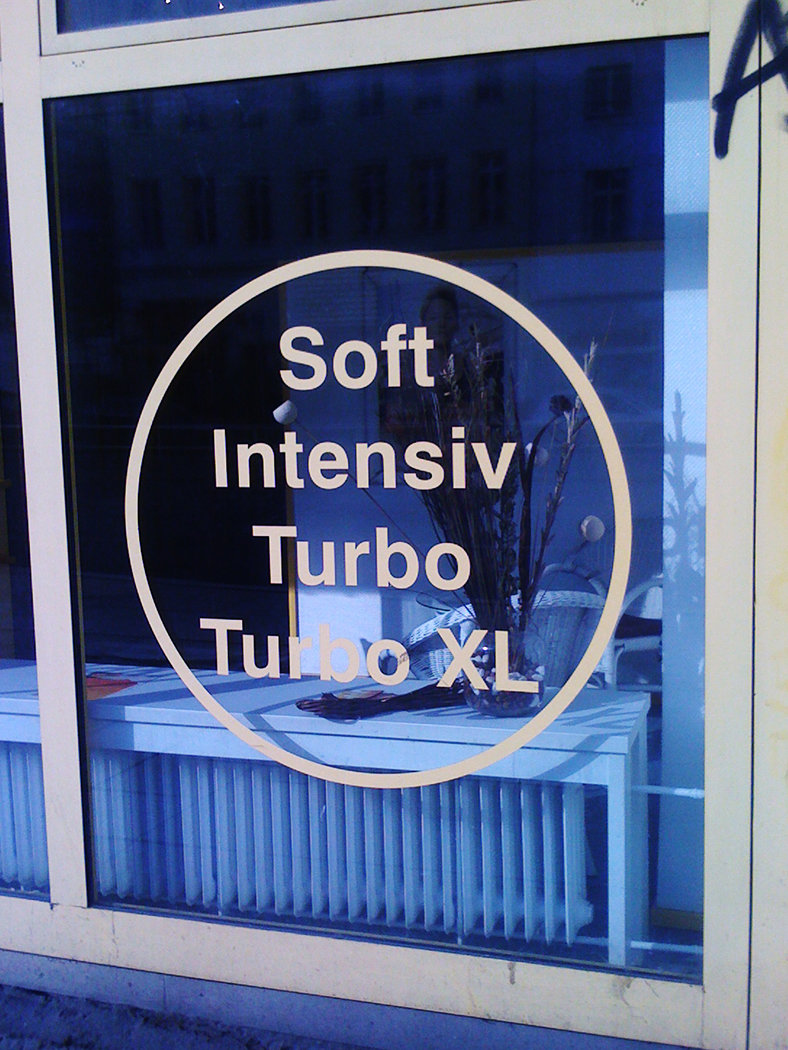 Soft
Intensiv
Turbo
Turbo XL